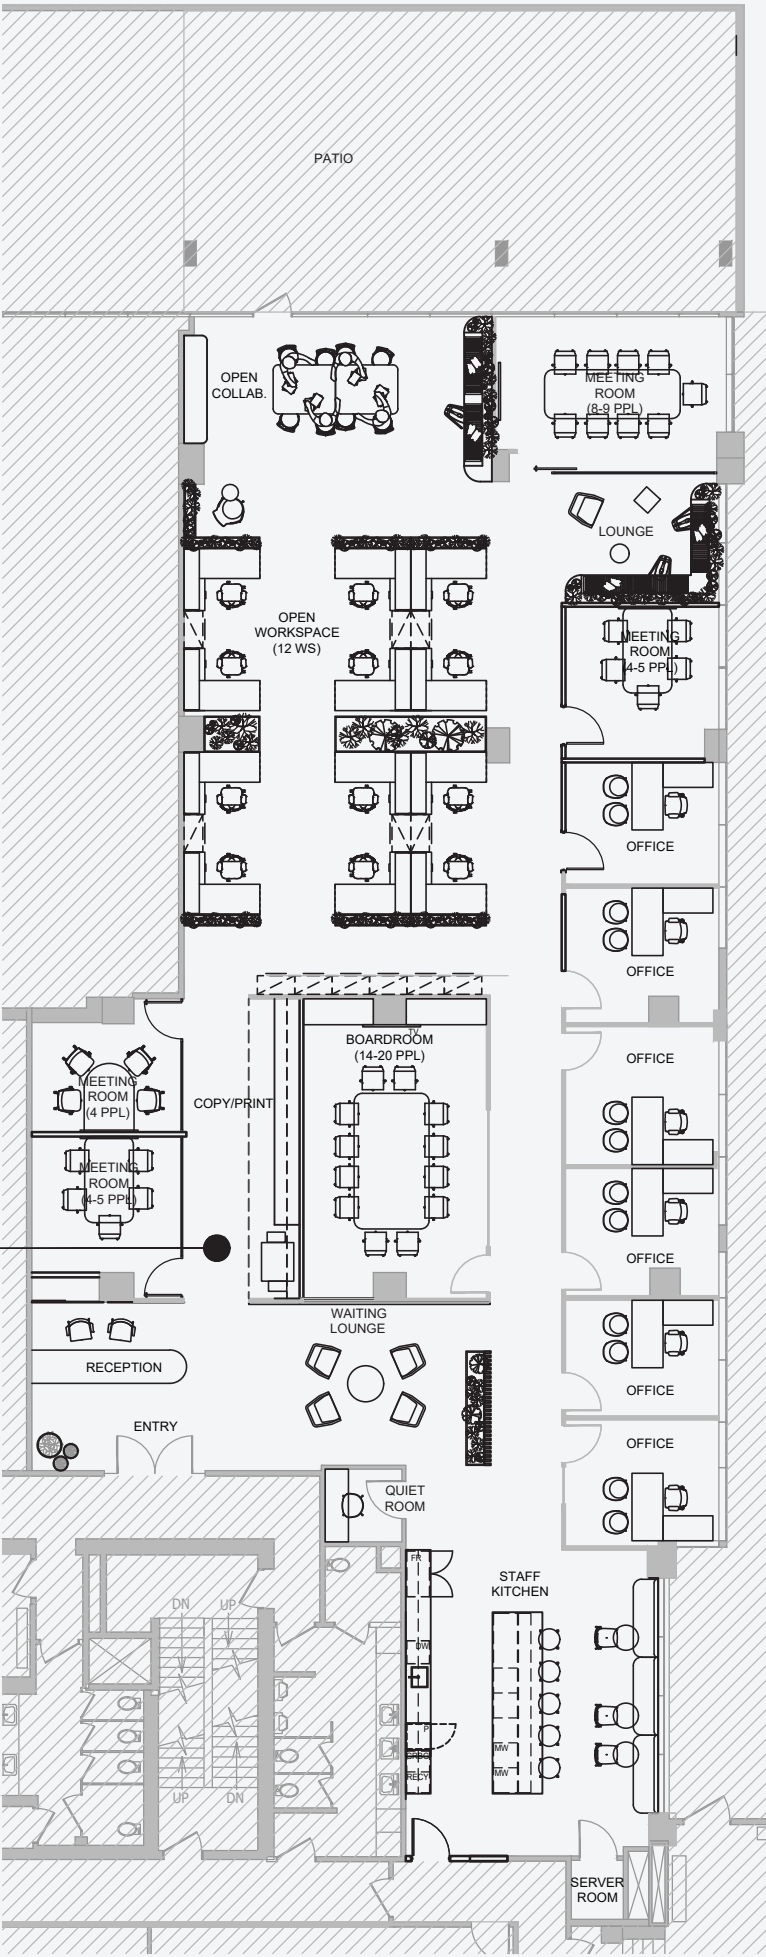 PATIO
OPEN
COLLAB.
MEETING
ROOM
(8-9 PPL)
LOUNGE
OPEN
WORKSPACE
(12 WS)
MEETING
ROOM
(4-5 PPL)
OFFICE
OFFICE
TV
BOARDROOM
(14-20 PPL)
OFFICE
MEETING
ROOM
(4 PPL)
COPY/PRINT
MEETING
ROOM
(4-5 PPL)
OFFICE
WAITING
LOUNGE
RECEPTION
OFFICE
ENTRY
OFFICE
QUIET
ROOM
FR
STAFF
KITCHEN
DN
UP
DW
P
MW
GRBG
MW
RECY
UP
DN
SERVER
ROOM